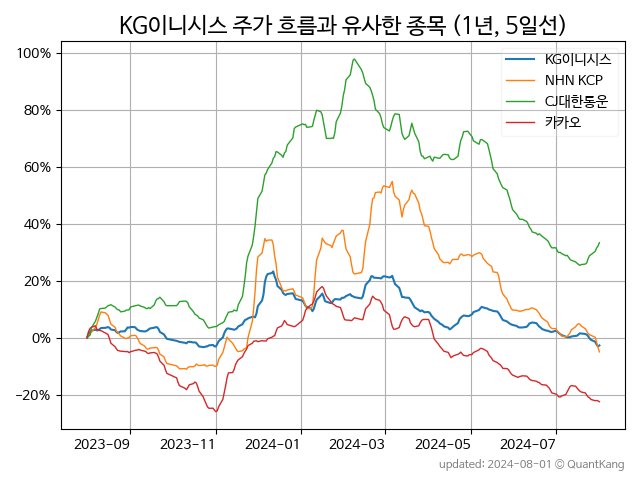 KG이니시스 주가 흐름과 유사한 종목 (1년, 5일선)
KG이니시스
NHN KCP
CJ대한통운
카카오
100%
80%
60%
40%
20%
0%
−20%
2023-09
2023-11
2024-01
2024-03
2024-05
2024-07
updated: 2024-08-01 © QuantKang